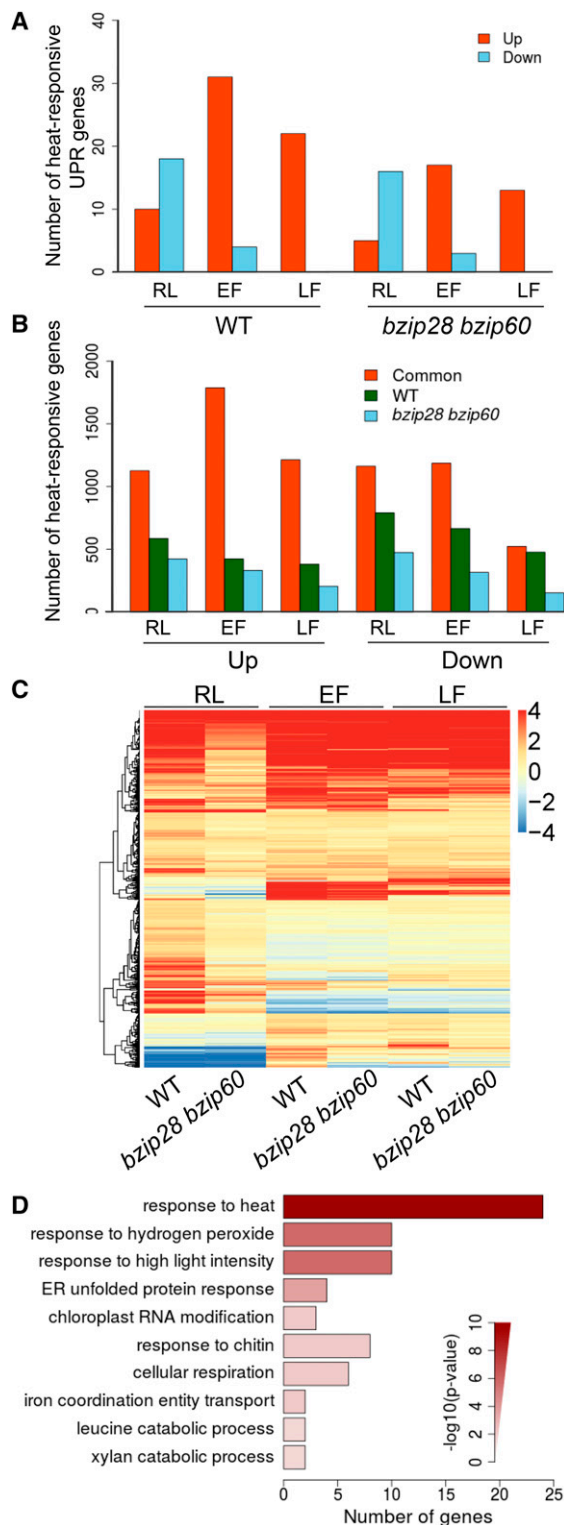 A
Number of heat-responsive
UPR genes
0 10 20 30 40
Up
Down
RL EF LF RL EF LF
WT bzip28 bzip60
B
Number of heat-responsive genes
0 500 1000 1500 2000
Common
WT
bzip28 bzip60
RL EF LF RL EF LF
Up Down
C
RL EF LF
4
2
0
−2
−4
WT bzip28 bzip60 WT bzip28 bzip60 WT bzip28 bzip60
D
response to heat
response to hydrogen peroxide
response to high light intensity
ER unfolded protein response
chloroplast RNA modification
response to chitin
cellular respiration
iron coordination entity transport
leucine catabolic process
xylan catabolic process
-log10(p-value)
0 2 4 6 8 10
0 5 10 15 20 25
Number of genes